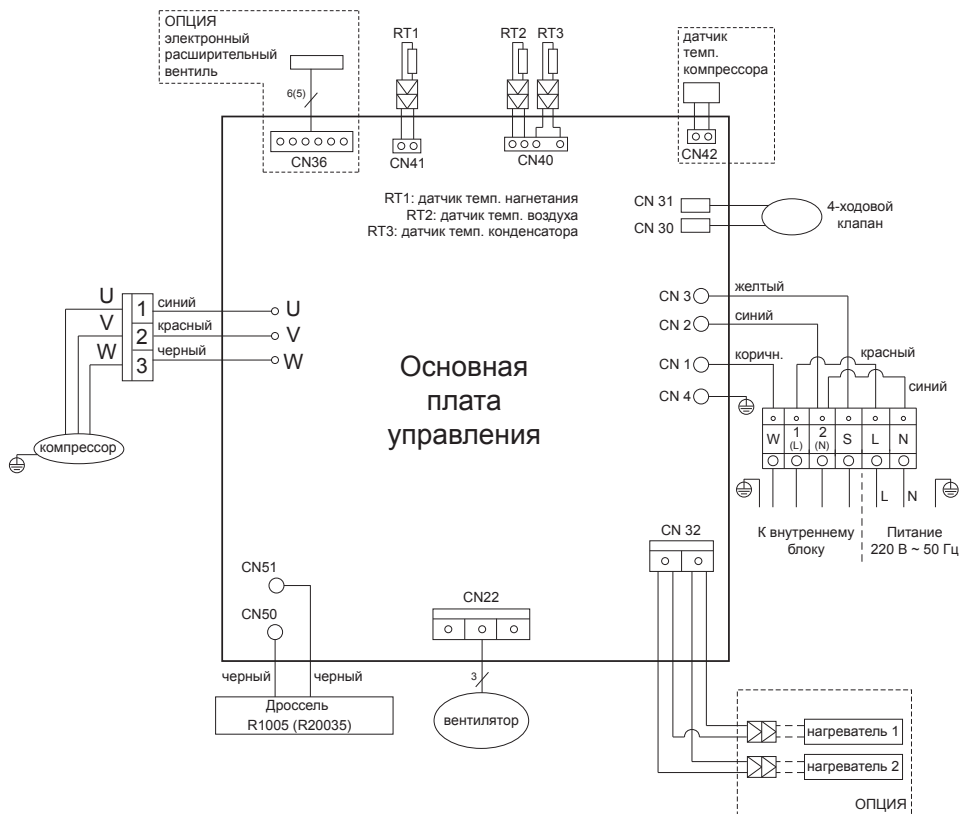 ОПЦИЯ
электронный
расширительный
вентиль
6(5)
CN36
RT1
CN41
RT2
RT3
CN40
датчик
темп.
компрессора
CN42
RT1: датчик темп. нагнетания
RT2: датчик темп. воздуха
RT3: датчик темп. конденсатора
CN 31
CN 30
4-ходовой
клапан
U
V
W
1
2
3
синий
красный
черный
U
V
W
компрессор
Основная
плата
управления
CN 3
CN 2
CN 1
CN 4
желтый
синий
коричн.
красный
синий
W
1
(L)
2
(N)
S
L
N
L
N
К внутреннему
блоку
Питание
220 В ~ 50 Гц
CN 32
CN51
CN50
черный
черный
Дроссель
R1005 (R20035)
CN22
3
вентилятор
нагреватель 1
нагреватель 2
ОПЦИЯ